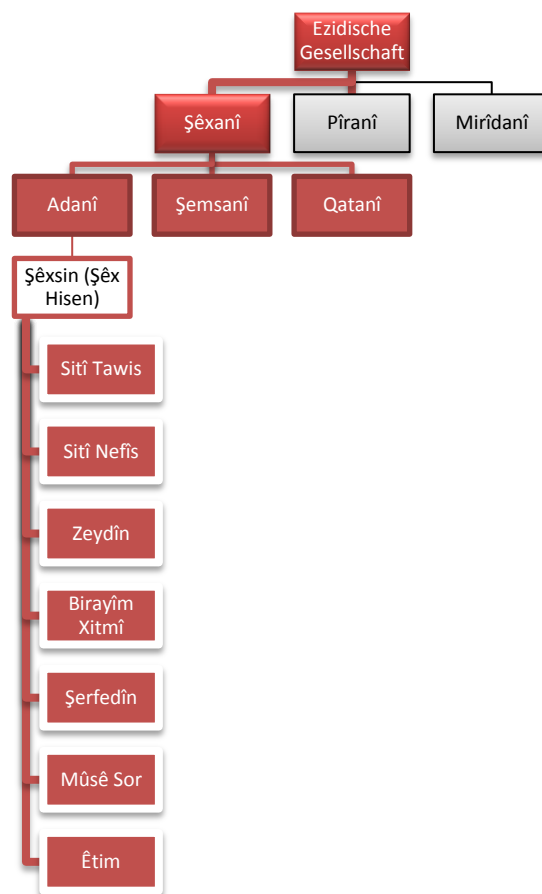 Ezidische
Gesellschaft
Şêxanî
Pîranî
Mirîdanî
Adanî
Şemsanî
Qatanî
Şêxsin (Şêx
Hisen)
Sitî Tawis
Sitî Nefîs
Zeydîn
Birayîm
Xitmî
Şerfedîn
Mûsê Sor
Êtim